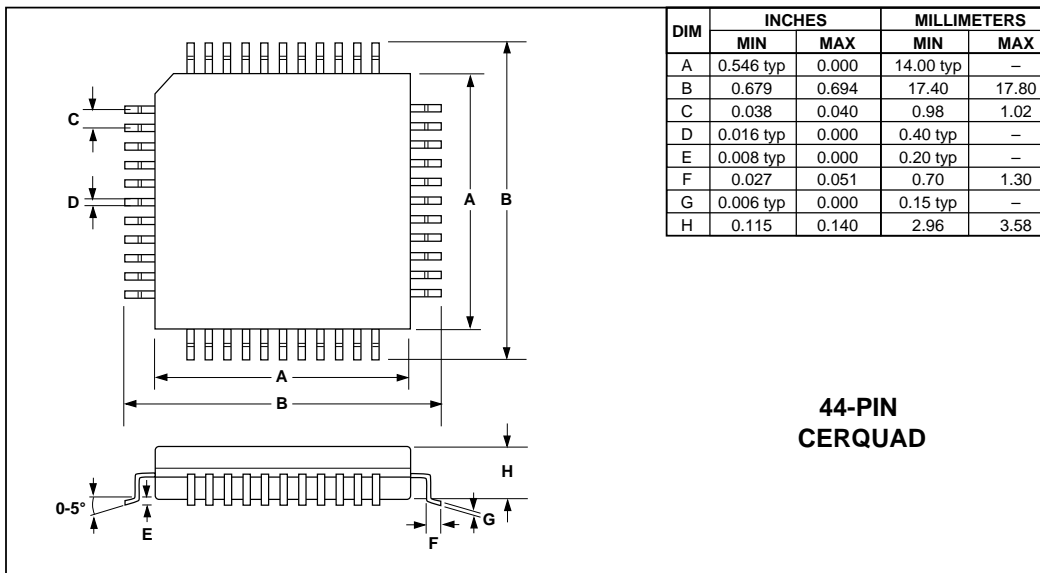 DIM INCHES MILLIMETERS
MIN MAX MIN MAX
A 0.546 typ 0.000 14.00 typ –
B 0.679 0.694 17.40 17.80
C 0.038 0.040 0.98 1.02
D 0.016 typ 0.000 0.40 typ –
E 0.008 typ 0.000 0.20 typ –
F 0.027 0.051 0.70 1.30
G 0.006 typ 0.000 0.15 typ –
H 0.115 0.140 2.96 3.58
C
D
A
B
A
B
H
0-5°
E
F
G
44-PIN
CERQUAD